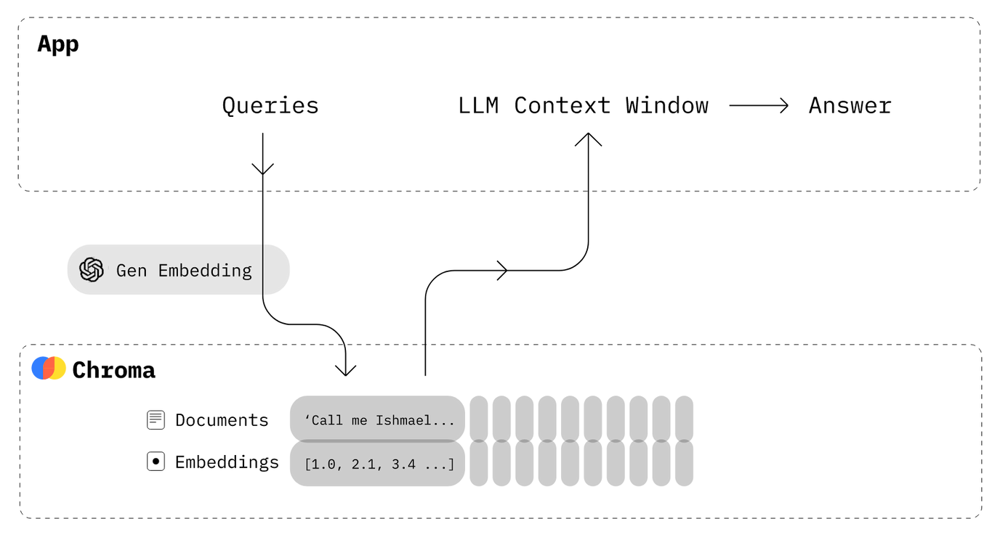 App
Queries
LLM Context Window
Answer
Gen Embedding
Chroma
Documents
‘Call me Ishmael...
Embeddings
[1.0, 2.1, 3.4 ...]